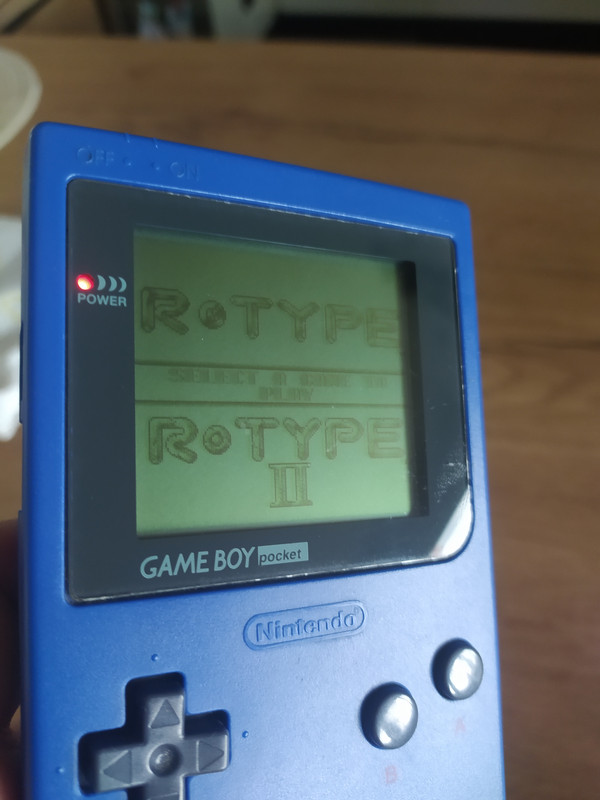 OFF ON
POWER
R·TYPE
SELECT A GAME TO
PLAY
R·TYPE
II
GAME BOY pocket
Nintendo
A
B